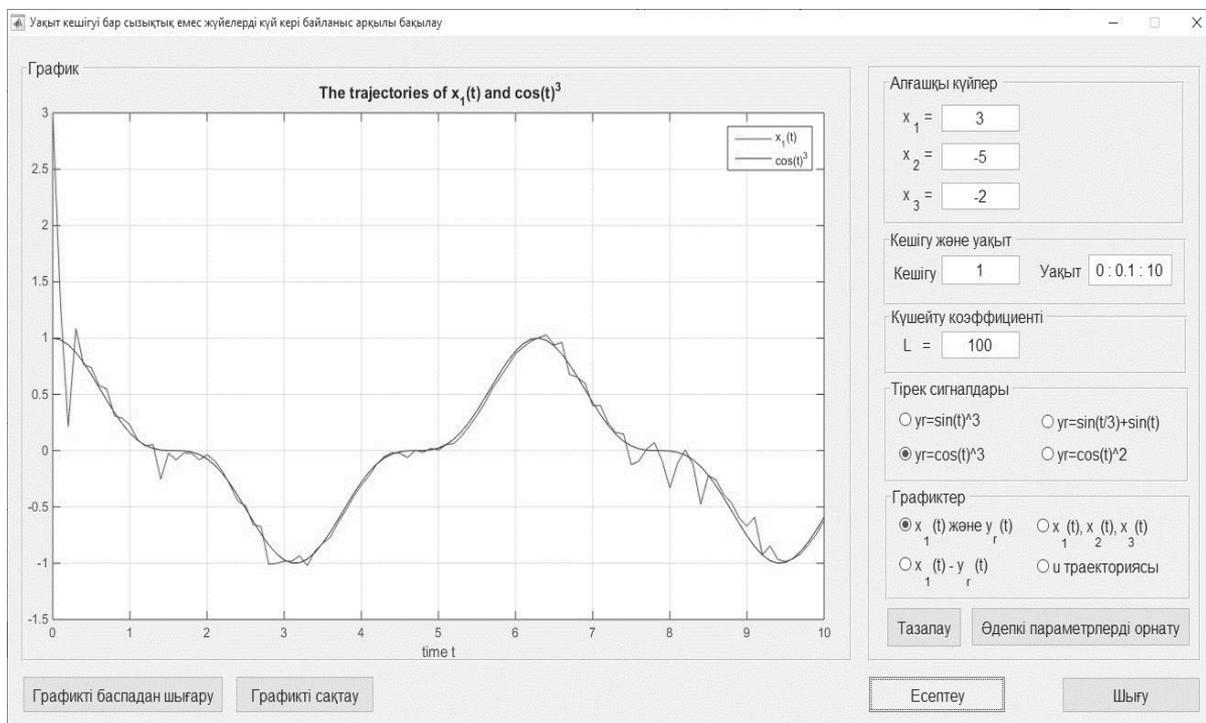 Уақыт кешігуі бар сызықтық емес жүйелерді күй кері байланыс арқылы бақылау
График
The trajectories of x1(t) and cos(t)^3
x1(t)
cos(t)^3
3
2.5
2
1.5
1
0.5
0
-0.5
-1
-1.5
0 1 2 3 4 5 6 7 8 9 10
time t
Алғашқы күйлер
x1 = 3
x2 = -5
x3 = -2
Кешігу және уақыт
Кешігу 1 Уақыт 0 : 0.1 : 10
Күшейту коэффициенті
L = 100
Тірек сигналдары
yr=sin(t)^3 yr=sin(t/3)+sin(t)
yr=cos(t)^3 yr=cos(t)^2
Графиктер
x1(t) және yr(t) x1(t), x2(t), x3(t)
x1(t) - yr(t) u траекториясы
Тазалау Әдепкі параметрлерді орнату
Графикті баспадан шығару Графикті сақтау Есептеу Шығу